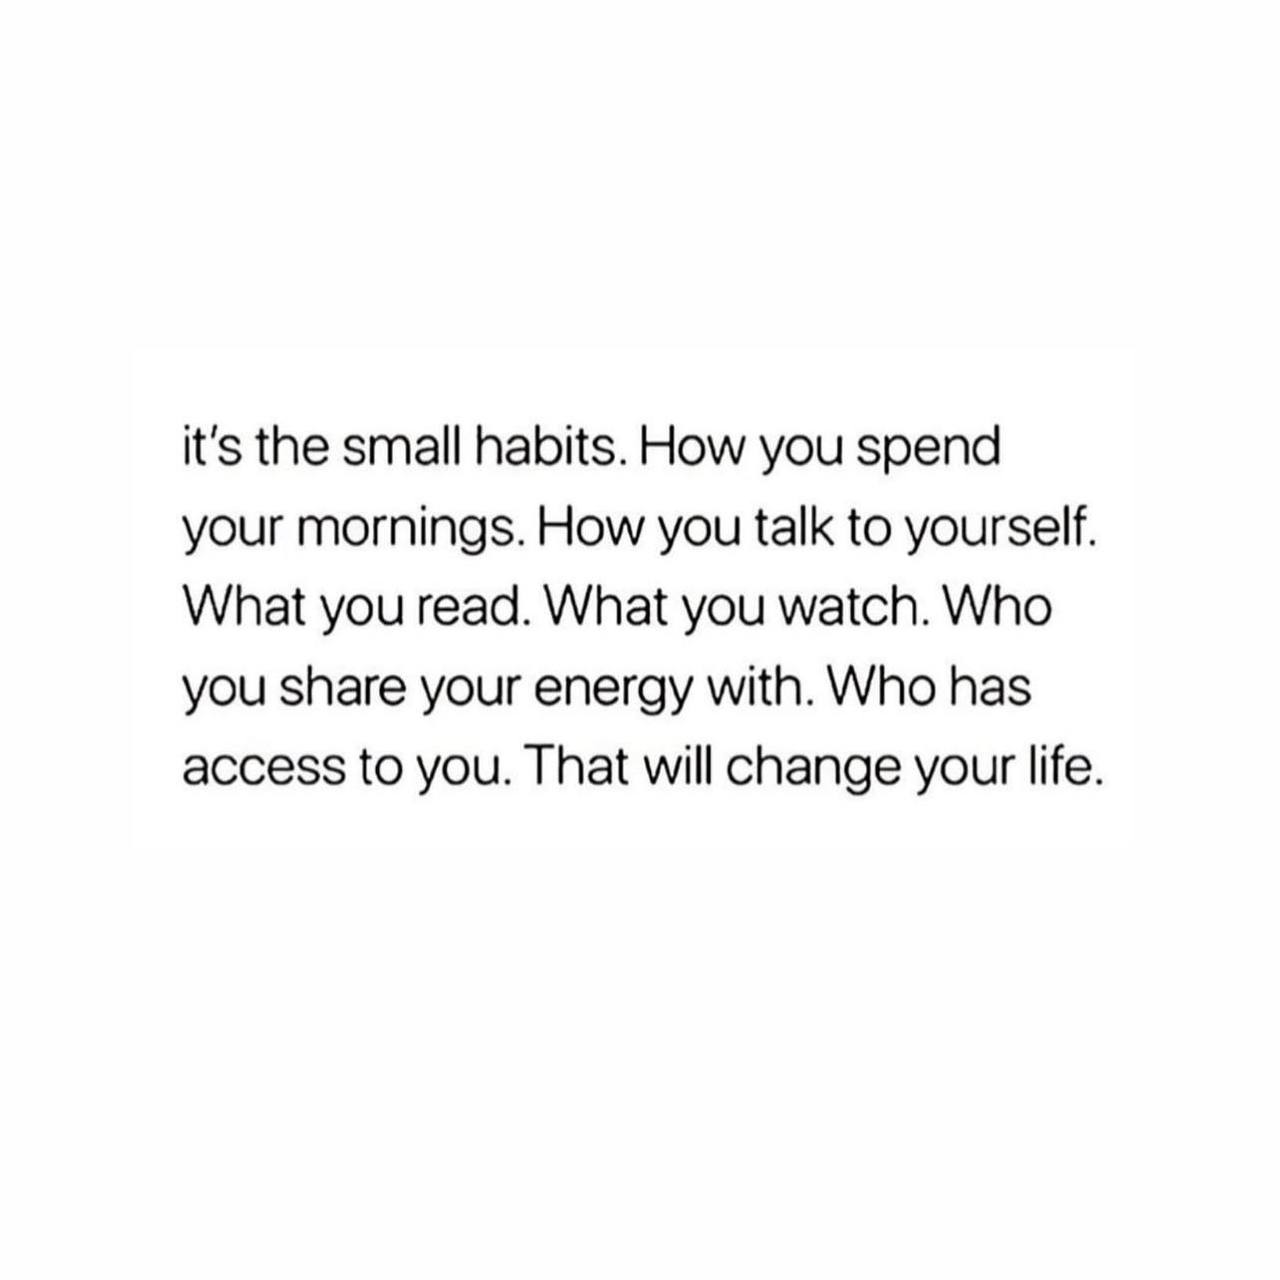 it's the small habits. How you spend
your mornings. How you talk to yourself.
What you read. What you watch. Who
you share your energy with. Who has
access to you. That will change your life.